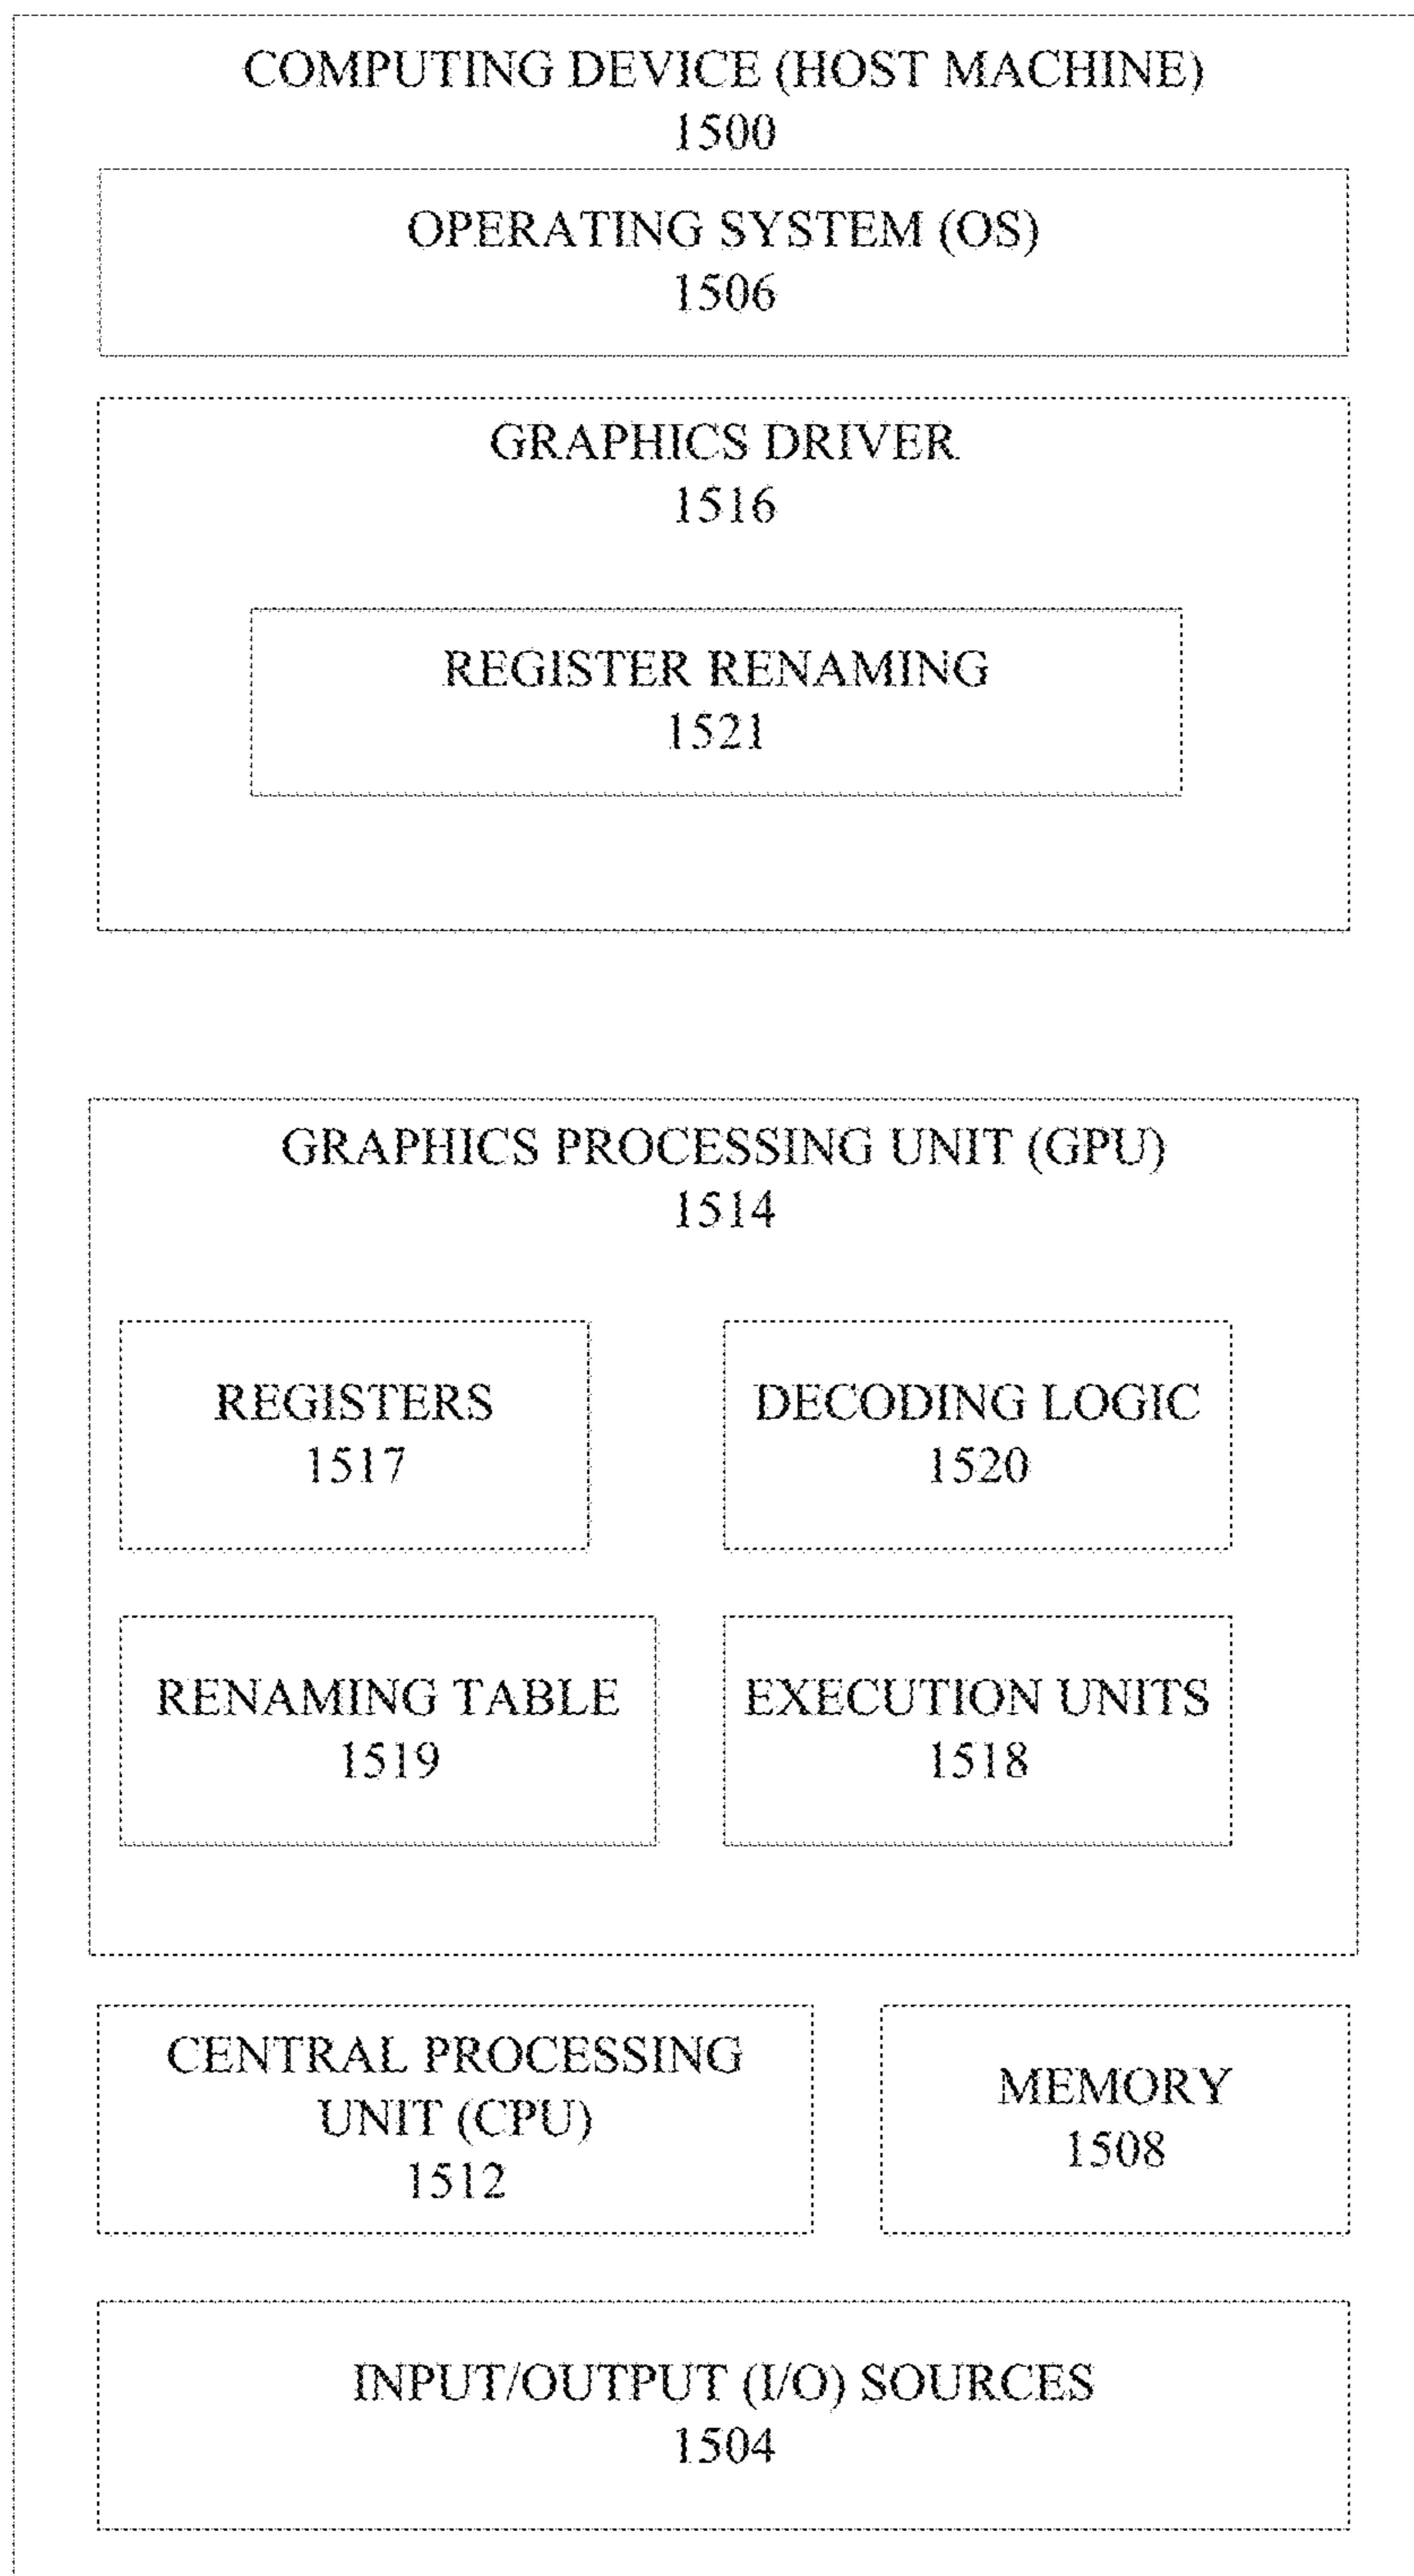 COMPUTING DEVICE (HOST MACHINE)
1500
OPERATING SYSTEM (OS)
1506
GRAPHICS DRIVER
1516
REGISTER RENAMING
1521
GRAPHICS PROCESSING UNIT (GPU)
1514
REGISTERS
1517
DECODING LOGIC
1520
RENAMING TABLE
1519
EXECUTION UNITS
1518
CENTRAL PROCESSING
UNIT (CPU)
1512
MEMORY
1508
INPUT/OUTPUT (I/O) SOURCES
1504